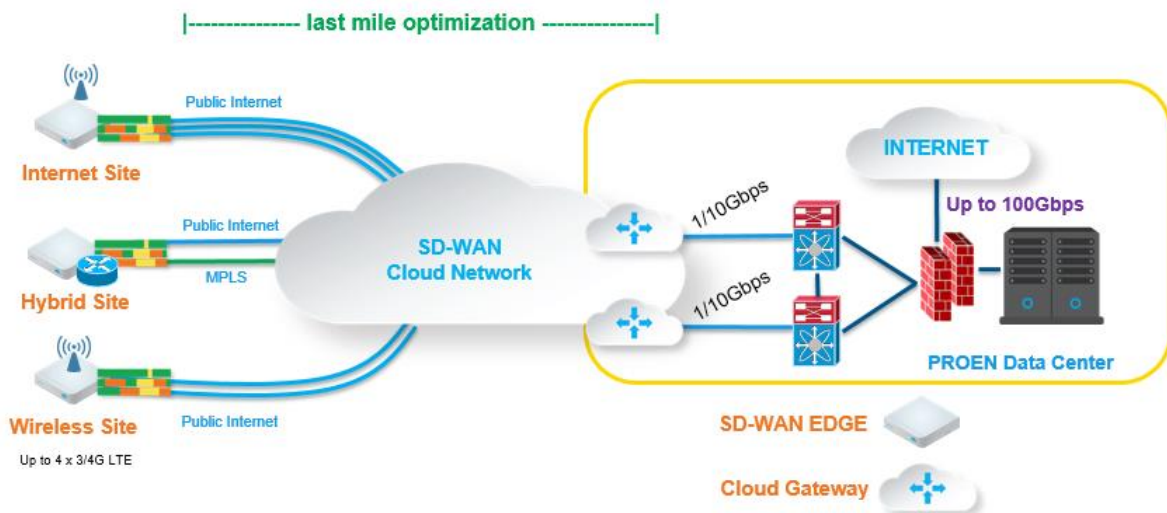 |--------------- last mile optimization ---------------|
Public Internet
Internet Site
Public Internet
MPLS
Hybrid Site
Public Internet
Wireless Site
Up to 4 x 3/4G LTE
SD-WAN
Cloud Network
1/10Gbps
1/10Gbps
INTERNET
Up to 100Gbps
PROEN Data Center
SD-WAN EDGE
Cloud Gateway